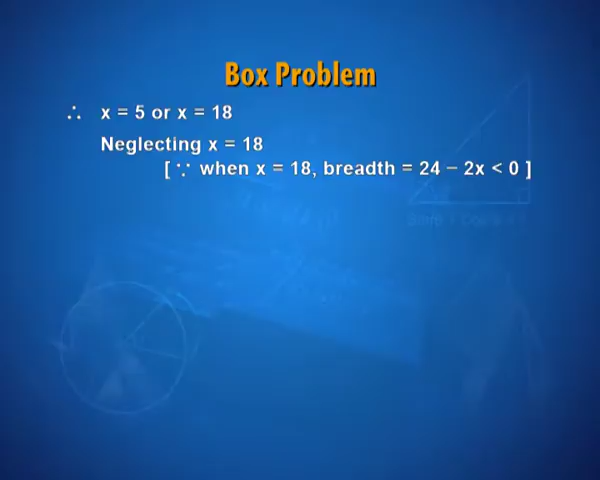 Box Problem
∴ x = 5 or x = 18
Neglecting x = 18
[ ∵ when x = 18, breadth = 24 – 2x < 0 ]